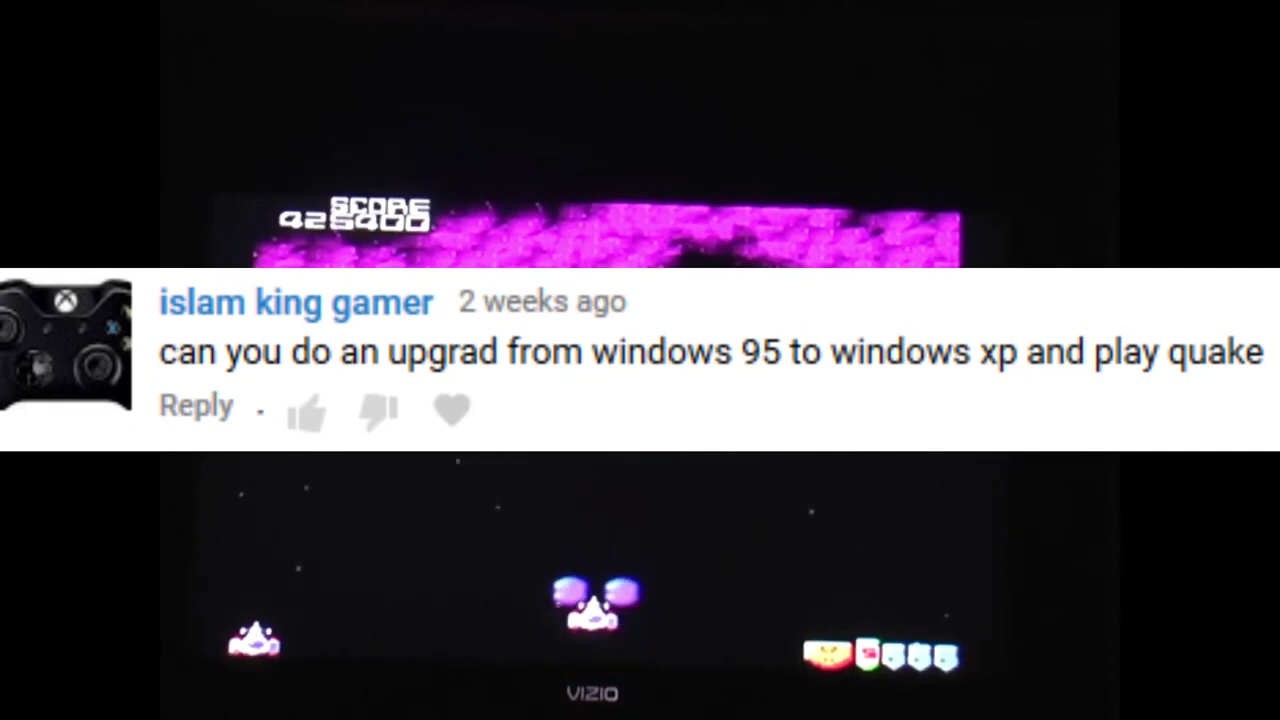 SCORE
425400
islam king gamer 2 weeks ago
can you do an upgrad from windows 95 to windows xp and play quake
Reply .
VIZIO